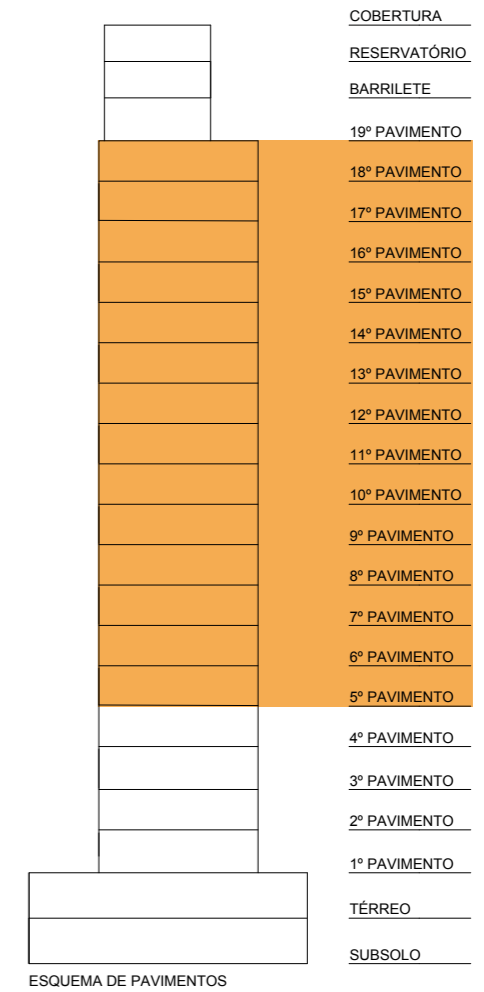 COBERTURA
RESERVATÓRIO
BARRILETE
19º PAVIMENTO
18º PAVIMENTO
17º PAVIMENTO
16º PAVIMENTO
15º PAVIMENTO
14º PAVIMENTO
13º PAVIMENTO
12º PAVIMENTO
11º PAVIMENTO
10º PAVIMENTO
9º PAVIMENTO
8º PAVIMENTO
7º PAVIMENTO
6º PAVIMENTO
5º PAVIMENTO
4º PAVIMENTO
3º PAVIMENTO
2º PAVIMENTO
1º PAVIMENTO
TÉRREO
SUBSOLO
ESQUEMA DE PAVIMENTOS